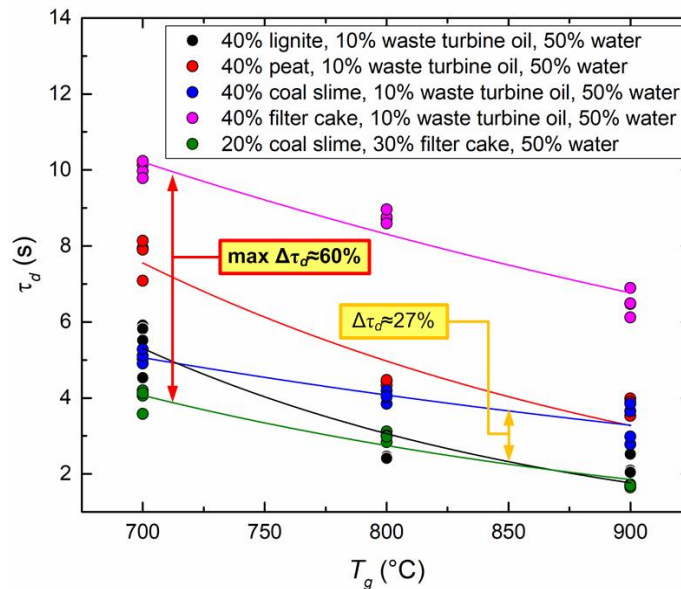 14
12
10
8
6
4
2
τd (s)
40% lignite, 10% waste turbine oil, 50% water
40% peat, 10% waste turbine oil, 50% water
40% coal slime, 10% waste turbine oil, 50% water
40% filter cake, 10% waste turbine oil, 50% water
20% coal slime, 30% filter cake, 50% water
max Δτd≈60%
Δτd≈27%
700 750 800 850 900
Tg (°C)